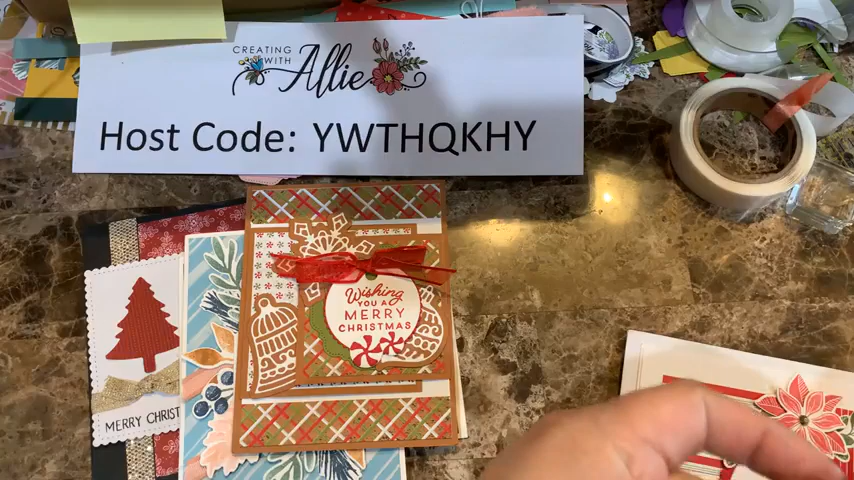 CREATING
WITH
Allie
Host Code: YWTHQKHY
Wishing
YOU A
MERRY
CHRISTMAS
MERRY CHRIST